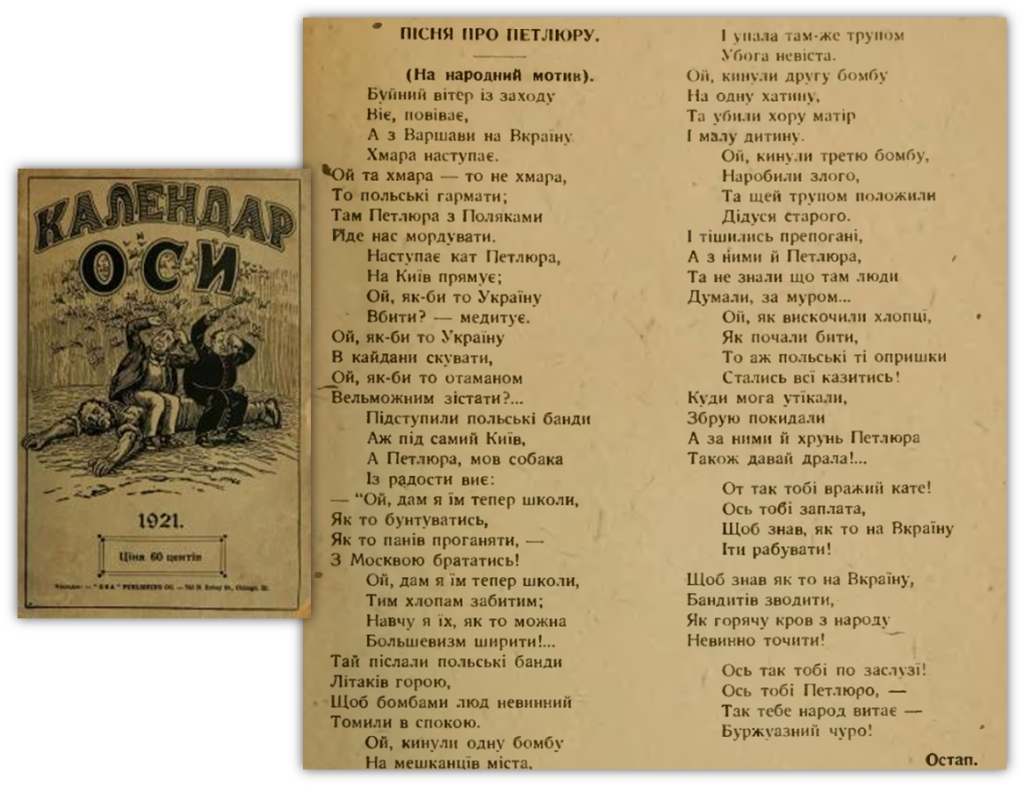 КАЛЕНДАР
ОСИ
1921.
Ціна 60 центів
"PUBLISHING CO. —
ПІСНЯ ПРО ПЕТЛЮРУ.
(На народний мотив).
Буйний вітер із заходу
Віє, повіває,
А з Варшави на Вкраїну
Хмара наступає.
Ой та хмара — то не хмара,
То польські гармати;
Там Петлюра з Поляками
Йде нас мордувати.
Наступає кат Петлюра,
На Київ прямує;
Ой, як-би то Україну
Вбити? — медитує.
Ой, як-би то Україну
В кайдани скувати,
Ой, як-би то отаманом
Вельможним зістати?...
Підступили польські банди
Аж під самий Київ,
А Петлюра, мов собака
Із радости виє:
— "Ой, дам я їм тепер школи,
Як то бунтуватись,
Як то панів проганяти, —
З Москвою брататись!
Ой, дам я їм тепер школи,
Тим хлопам забитим;
Навчу я їх, як то можна
Большевизм ширити!...
Тай післали польські банди
Літаків горою,
Щоб бомбами люд невинний
Томили в спокою.
Ой, кинули одну бомбу
На мешканців міста,
І упала там-же трупом
Убога невіста.
Ой, кинули другу бомбу
На одну хатину,
Та убили хору матір
І малу дитину.
Ой, кинули третю бомбу,
Наробили злого,
Та щей трупом положили
Дідуся старого.
І тішились препогані,
А з ними й Петлюра,
Та не знали що там люди
Думали, за муром...
Ой, як вискочили хлопці,
Як почали бити,
То аж польські ті опришки
Стались всі казитись!
Куди мога утікали,
Збрую покидали
А за ними й хрунь Петлюра
Також давай драла!...
От так тобі вражий кате!
Ось тобі заплата,
Щоб знав, як то на Вкраїну
Іти рабувати!
Щоб знав як то на Вкраїну,
Бандитів зводити,
Як горячу кров з народу
Невинно точити!
Ось так тобі по заслузі!
Ось тобі Петлюро, —
Так тебе народ витає —
Буржуазний чуро!
Остап.